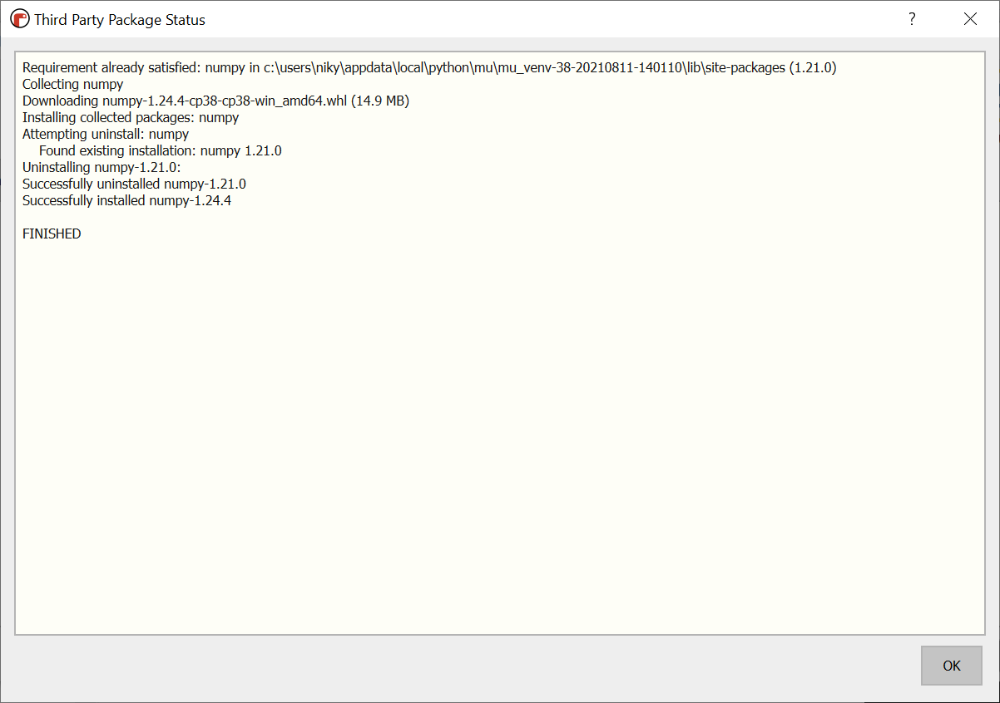 Third Party Package Status
?
Requirement already satisfied: numpy in c:\users\niky\appdata\local\python\mu\mu_venv-38-20210811-140110\lib\site-packages (1.21.0)
Collecting numpy
Downloading numpy-1.24.4-cp38-cp38-win_amd64.whl (14.9 MB)
Installing collected packages: numpy
Attempting uninstall: numpy
Found existing installation: numpy 1.21.0
Uninstalling numpy-1.21.0:
Successfully uninstalled numpy-1.21.0
Successfully installed numpy-1.24.4
FINISHED
OK